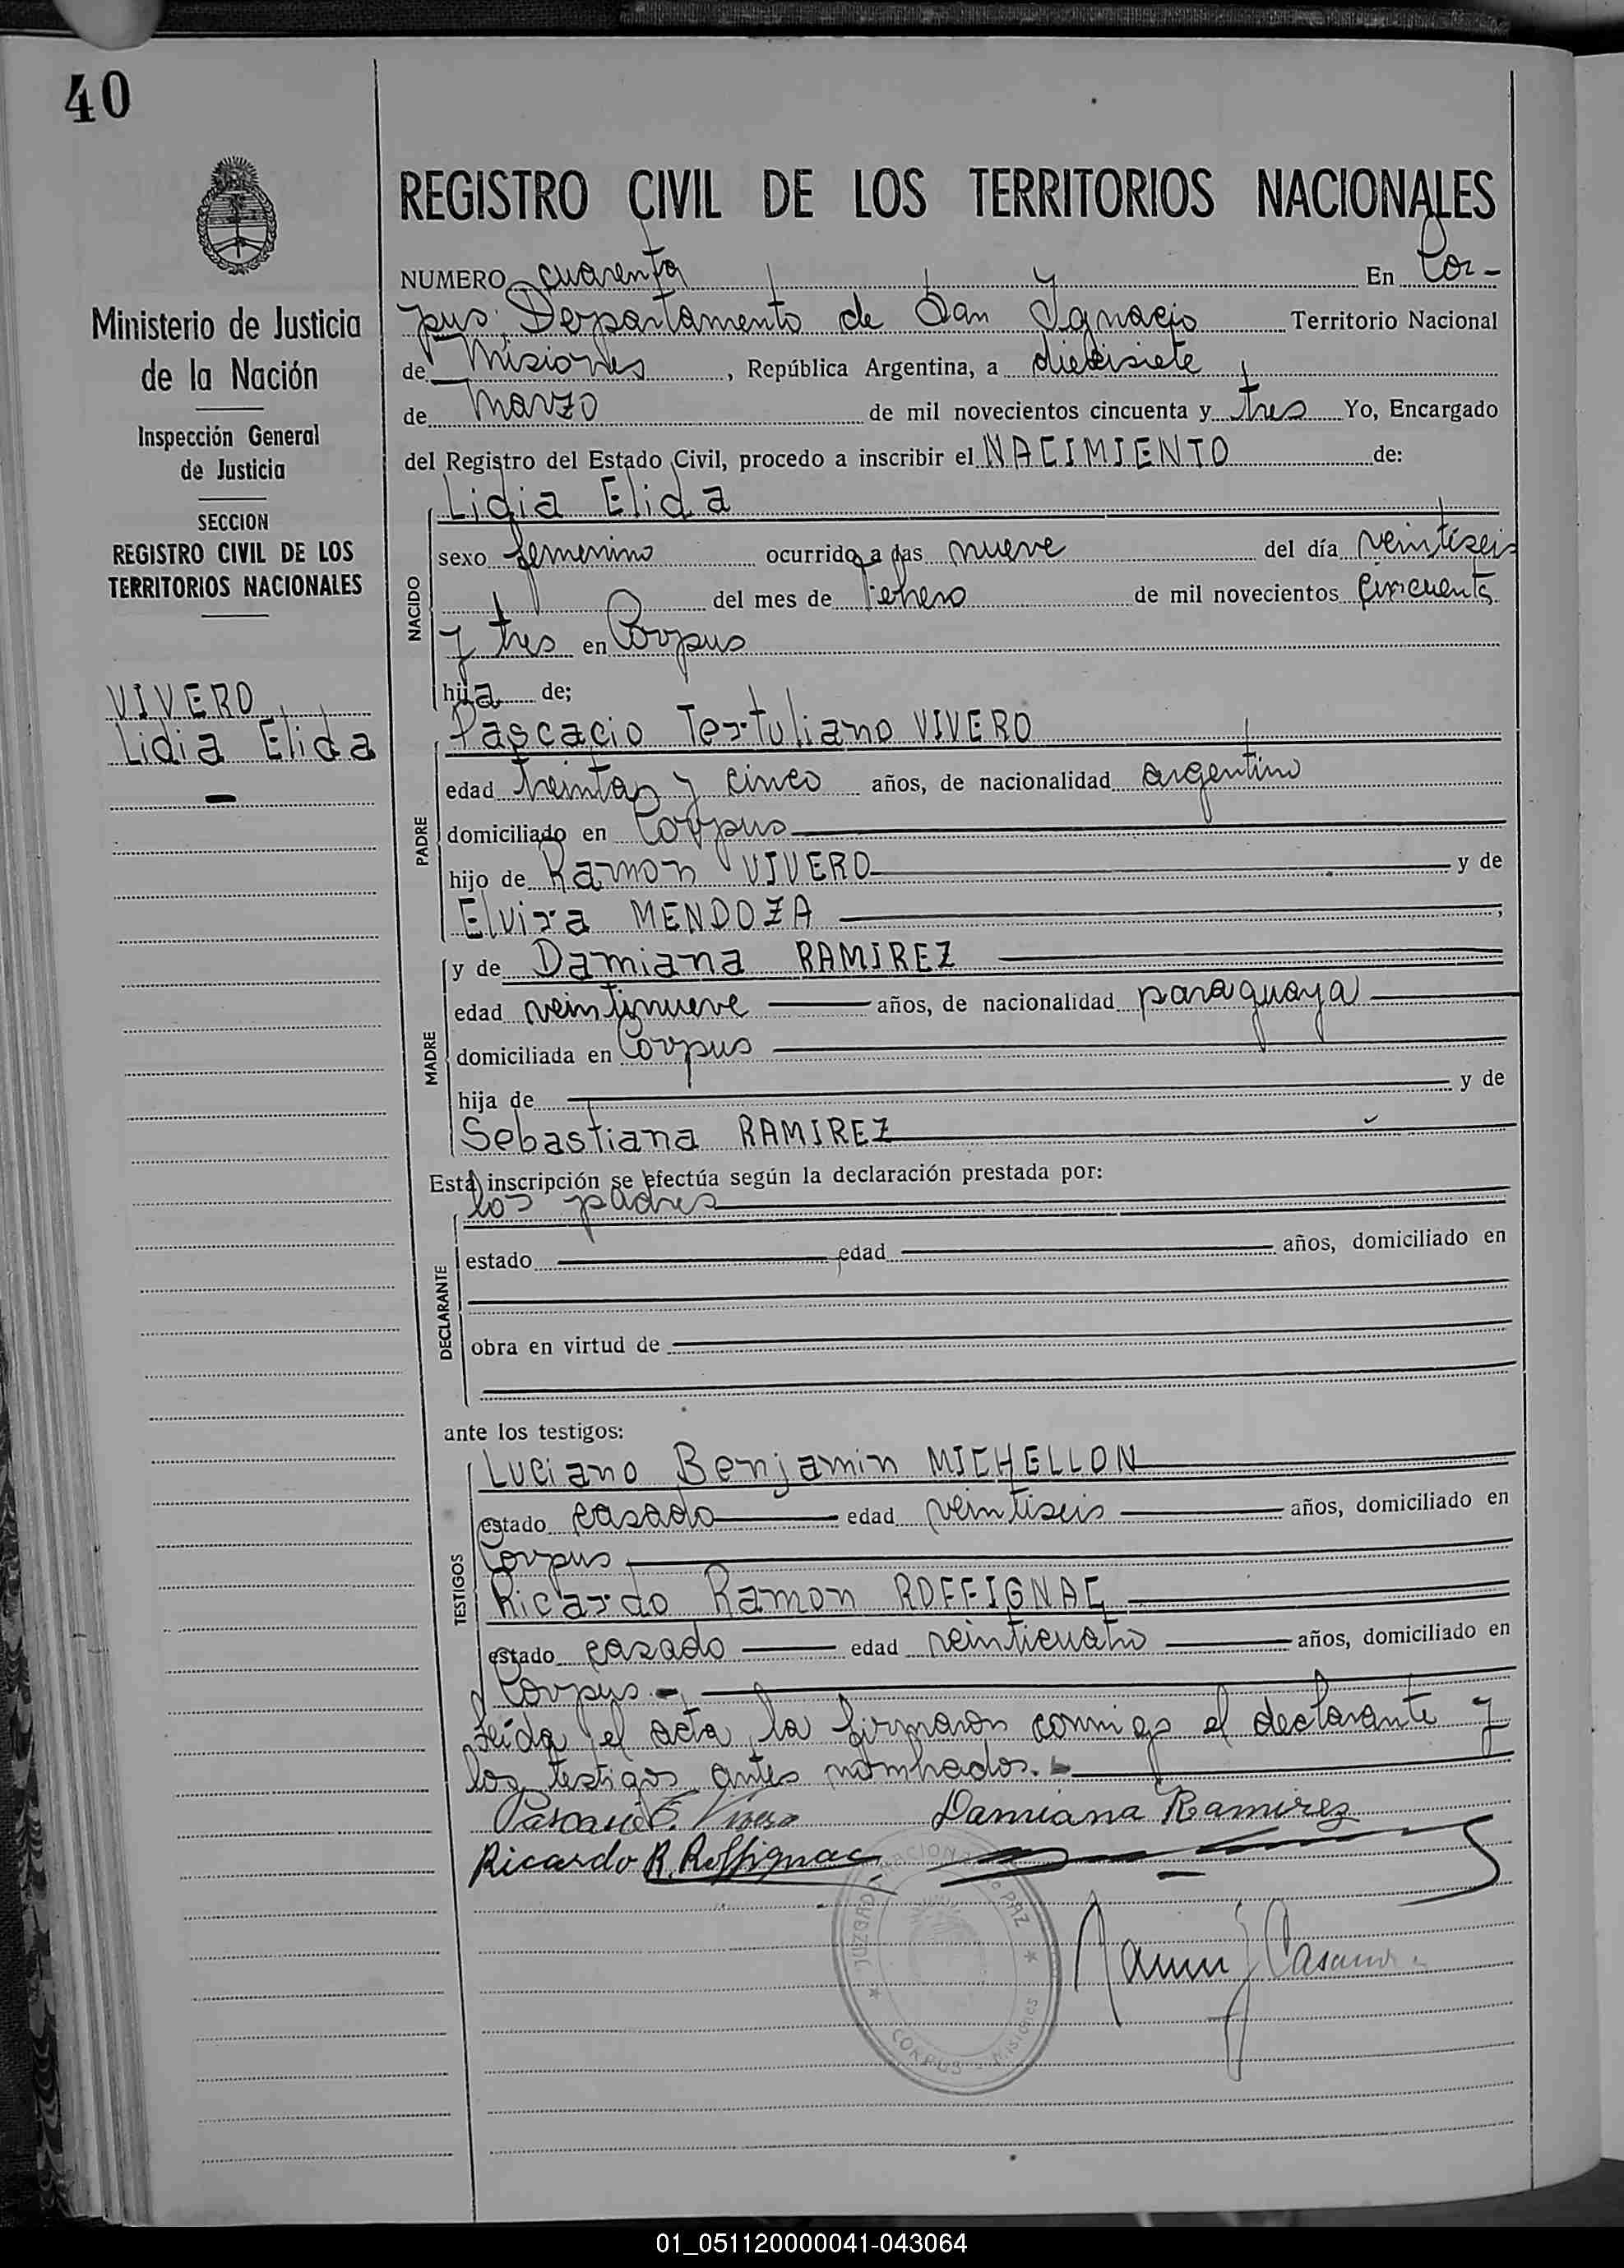 40
Ministerio de Justicia
de la Nación
Inspección General
de Justicia
SECCION
REGISTRO CIVIL DE LOS
TERRITORIOS NACIONALES
VIVERO
Lidia Elida
REGISTRO CIVIL DE LOS TERRITORIOS NACIONALES
NUMERO cuarenta En Cor-
pus Departamento de San Ignacio Territorio Nacional
de Misiones, República Argentina, a diecisiete
de marzo de mil novecientos cincuenta y tres Yo, Encargado
del Registro del Estado Civil, procedo a inscribir el NACIMIENTO de:
NACIDO
Lidia Elida
sexo femenino ocurrido a las nueve del día veintiseis
del mes de enero de mil novecientos cincuenta
y tres en Corpus
hija de;
PADRE
Pascacio Tertuliano VIVERO
edad treinta y cinco años, de nacionalidad argentino
domiciliado en Corpus
hijo de Ramon VIVERO y de
Elvira MENDOZA ,
MADRE
y de Damiana RAMIREZ
edad veintinueve años, de nacionalidad paraguaya
domiciliada en Corpus
hija de y de
Sebastiana RAMIREZ
Esta inscripción se efectúa según la declaración prestada por:
DECLARANTE
los padres
estado edad años, domiciliado en
obra en virtud de
ante los testigos:
TESTIGOS
Luciano Benjamin MICHELLON
estado casado edad veintiseis años, domiciliado en
Corpus
Ricardo Ramon ROFFIGNAC
estado casado edad veinticuatro años, domiciliado en
Corpus.-
Leída el acta, la firmaron conmigo el declarante y
los testigos antes nombrados.-
Pascacio T. Vivero Damiana Ramirez
Ricardo R. Roffignac
JUZGADO NACIONAL DE PAZ
CORPUS - Misiones
01_051120000041-043064